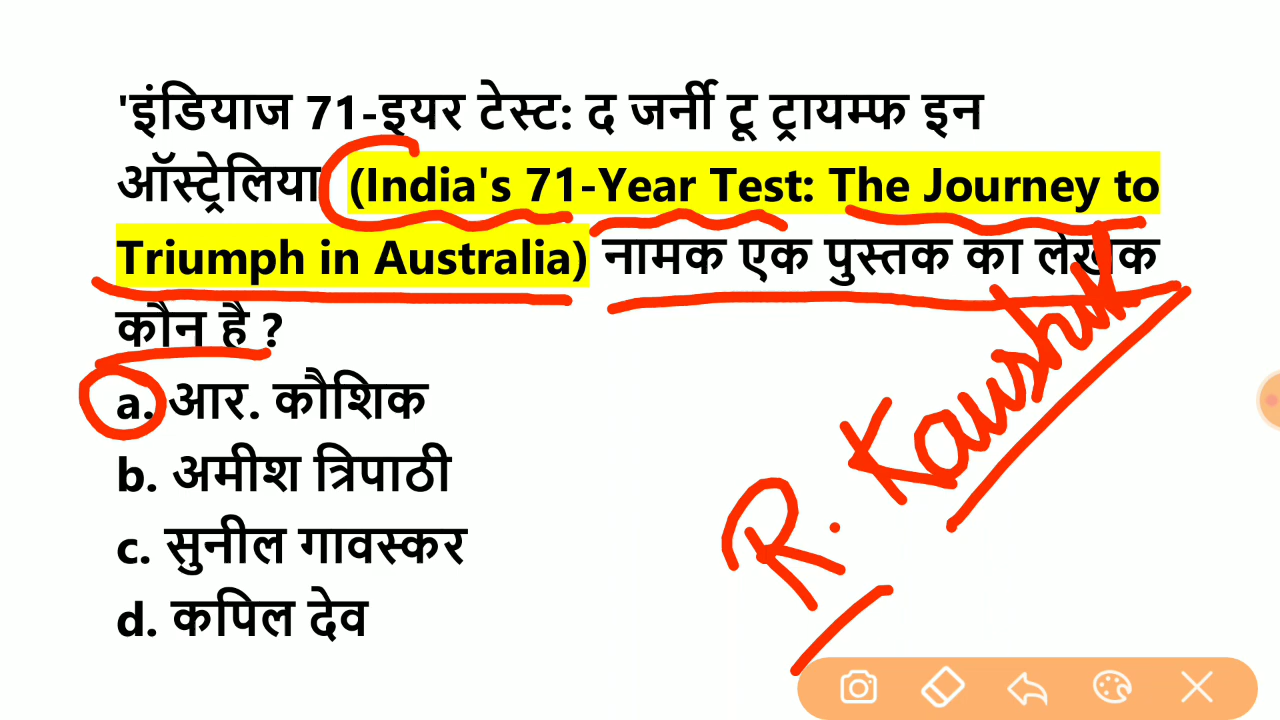 'इंडियाज 71-इयर टेस्ट: द जर्नी टू ट्रायम्फ इन
ऑस्ट्रेलिया (India's 71-Year Test: The Journey to
Triumph in Australia) नामक एक पुस्तक का लेखक
कौन है ?
a. आर. कौशिक
b. अमीश त्रिपाठी
c. सुनील गावस्कर
d. कपिल देव
R. Kaushik